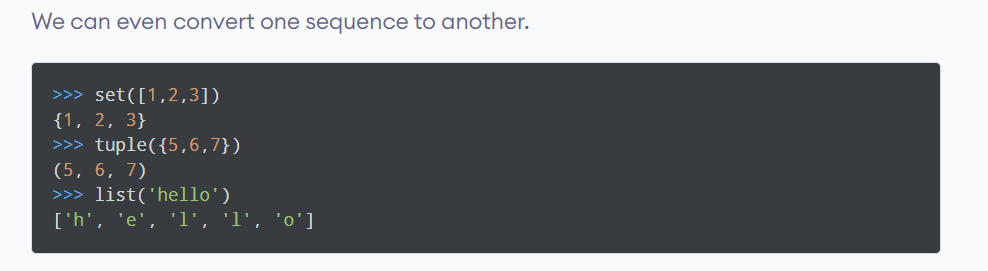 We can even convert one sequence to another.
>>> set([1,2,3])
{1, 2, 3}
>>> tuple({5,6,7})
(5, 6, 7)
>>> list('hello')
['h', 'e', 'l', 'l', 'o']